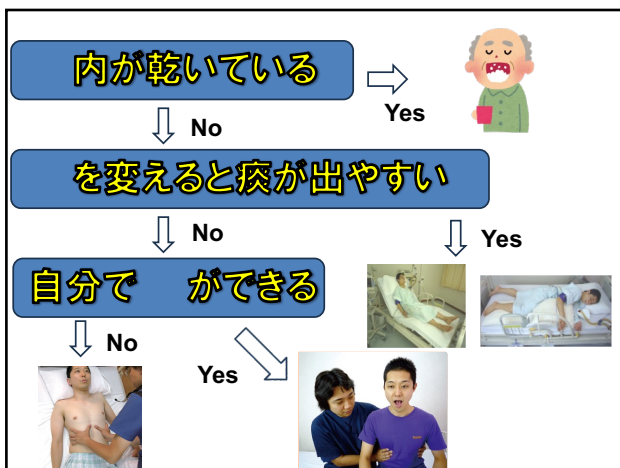 内が乾いている
Yes
No
を変えると痰が出やすい
No
Yes
自分で　　ができる
No
Yes